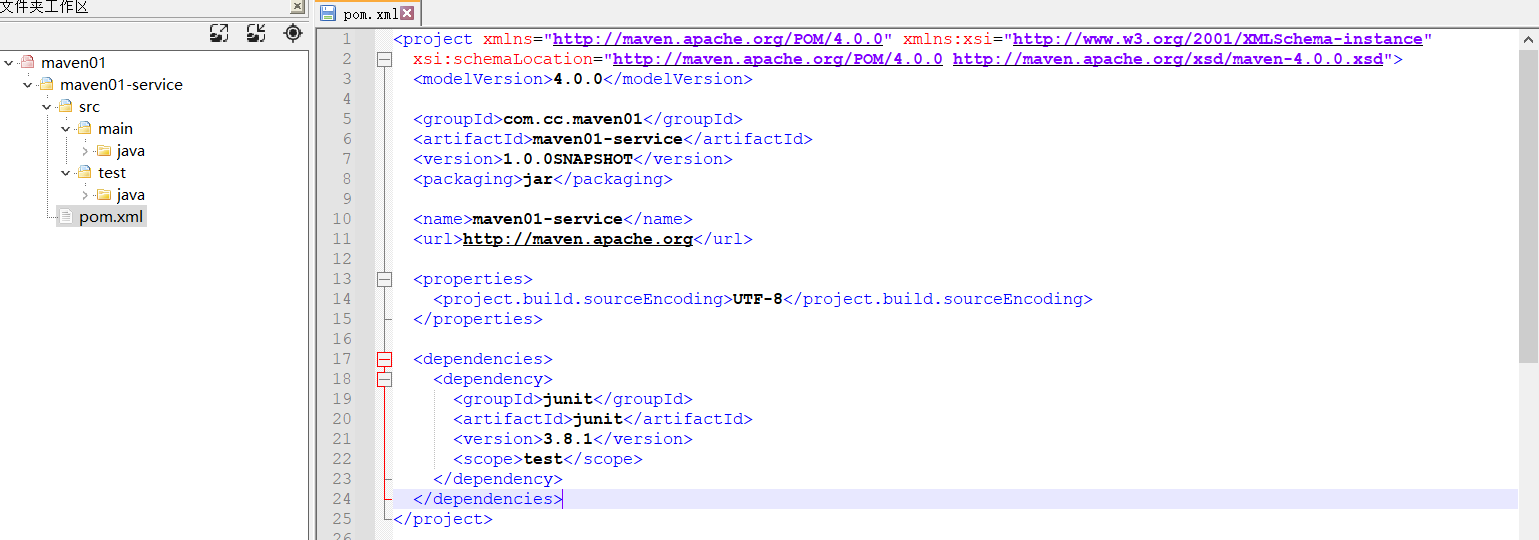 文件夹工作区
maven01
maven01-service
src
main
java
test
java
pom.xml
pom.xml
1 <project xmlns="http://maven.apache.org/POM/4.0.0" xmlns:xsi="http://www.w3.org/2001/XMLSchema-instance"
2 xsi:schemaLocation="http://maven.apache.org/POM/4.0.0 http://maven.apache.org/xsd/maven-4.0.0.xsd">
3 <modelVersion>4.0.0</modelVersion>
4
5 <groupId>com.cc.maven01</groupId>
6 <artifactId>maven01-service</artifactId>
7 <version>1.0.0SNAPSHOT</version>
8 <packaging>jar</packaging>
9
10 <name>maven01-service</name>
11 <url>http://maven.apache.org</url>
12
13 <properties>
14 <project.build.sourceEncoding>UTF-8</project.build.sourceEncoding>
15 </properties>
16
17 <dependencies>
18 <dependency>
19 <groupId>junit</groupId>
20 <artifactId>junit</artifactId>
21 <version>3.8.1</version>
22 <scope>test</scope>
23 </dependency>
24 </dependencies>
25 </project>
26